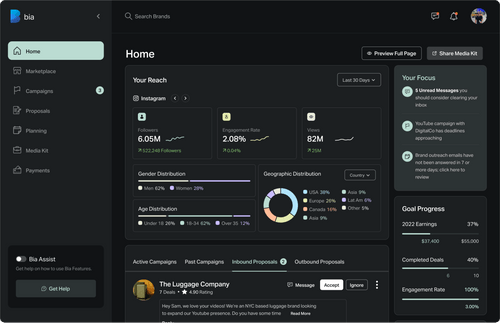 bia
Search Brands
Home
Marketplace
Campaigns
3
Proposals
Planning
Media Kit
Payments
Bia Assist
Get help on how to use Bia Features.
Get Help
Home
Preview Full Page
Share Media Kit
Your Reach
Last 30 Days
Instagram
Followers
6.05M
522,248 Followers
Engagement Rate
2.08%
0.04%
Views
82M
25M
Gender Distribution
Men 62%
Women 28%
Age Distribution
Under 18 26%
18-34 62%
Over 35 12%
Geographic Distribution
Country
USA 38%
Europe 26%
Canada 16%
Asia 9%
Asia 9%
Lat Am 6%
Other 5%
Active Campaigns
Past Campaigns
Inbound Proposals 2
Outbound Proposals
The Luggage Company
7 Deals
4.90 Rating
Message
Accept
Ignore
Hey Sam, we love your videos! We're an NYC based luggage brand looking
to expand our Youtube presence. Do you have some time
Read More
Your Focus
5 Unread Messages you
should consider clearing your
inbox
YouTube campaign with
DigitalCo has deadlines
approaching
Brand outreach emails have
not been answered in 7 or
more days: click here to
review
Goal Progress
2022 Earnings
37%
$37,400
$55,000
Completed Deals
40%
6
10
Engagement Rate
100%
3.00%